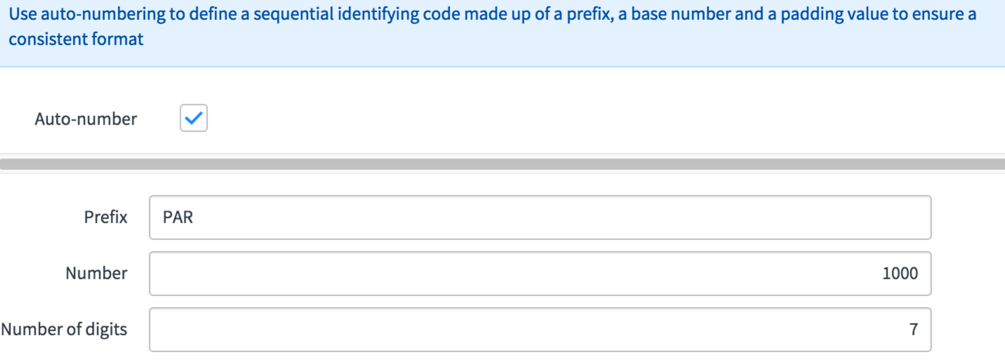 Use auto-numbering to define a sequential identifying code made up of a prefix, a base number and a padding value to ensure a
consistent format
Auto-number
Prefix PAR
Number 1000
Number of digits 7